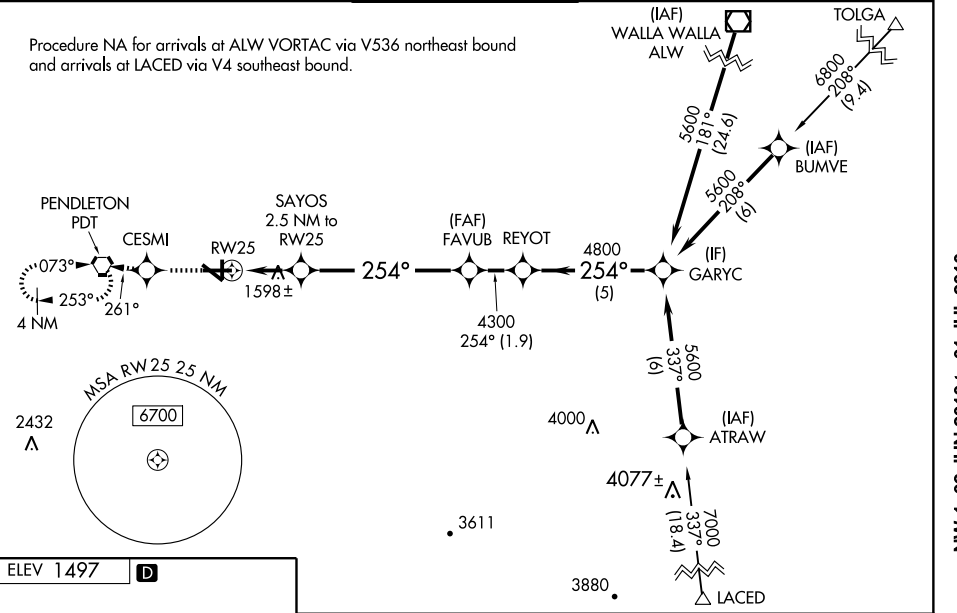 Procedure NA for arrivals at ALW VORTAC via V536 northeast bound
and arrivals at LACED via V4 southeast bound.
(IAF)
WALLA WALLA
ALW
TOLGA
6800
208°
(9.4)
5600
181°
(24.6)
(IAF)
BUMVE
5600
208°
(6)
PENDLETON
PDT
CESMI
RW25
SAYOS
2.5 NM to
RW25
(FAF)
FAVUB
REYOT
4800
254°
(5)
(IF)
GARYC
073°
253°
4 NM
261°
1598±
254°
4300
254° (1.9)
5600
337°
(6)
MSA RW25 25 NM
6700
2432
4000
(IAF)
ATRAW
4077±
7000
337°
(18.4)
3611
3880
LACED
ELEV 1497
D